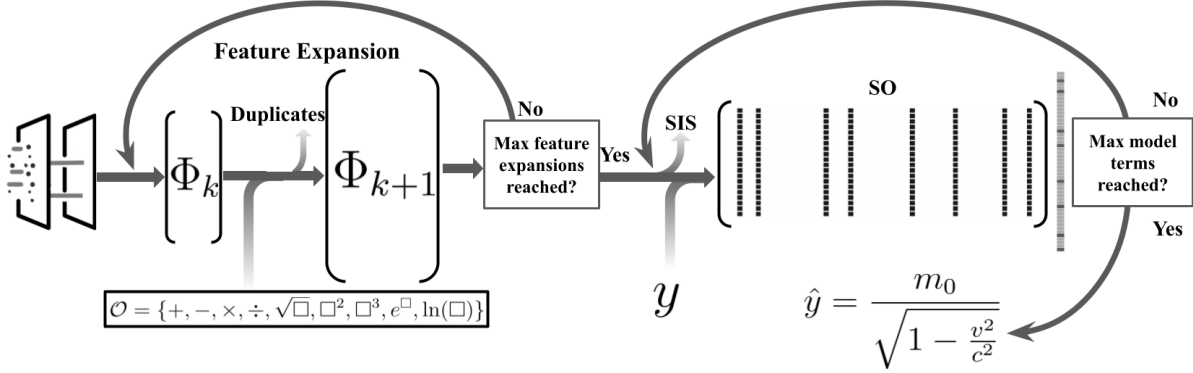 Feature Expansion
SO
No
No
Duplicates
SIS
Max feature
expansions
reached?
Yes
Max model
terms
reached?
Φ_k
Φ_{k+1}
Yes
y
ŷ = m_0 / √(1 − v²/c²)
𝒪 = {+, −, ×, ÷, √□, □², □³, e^□, ln(□)}